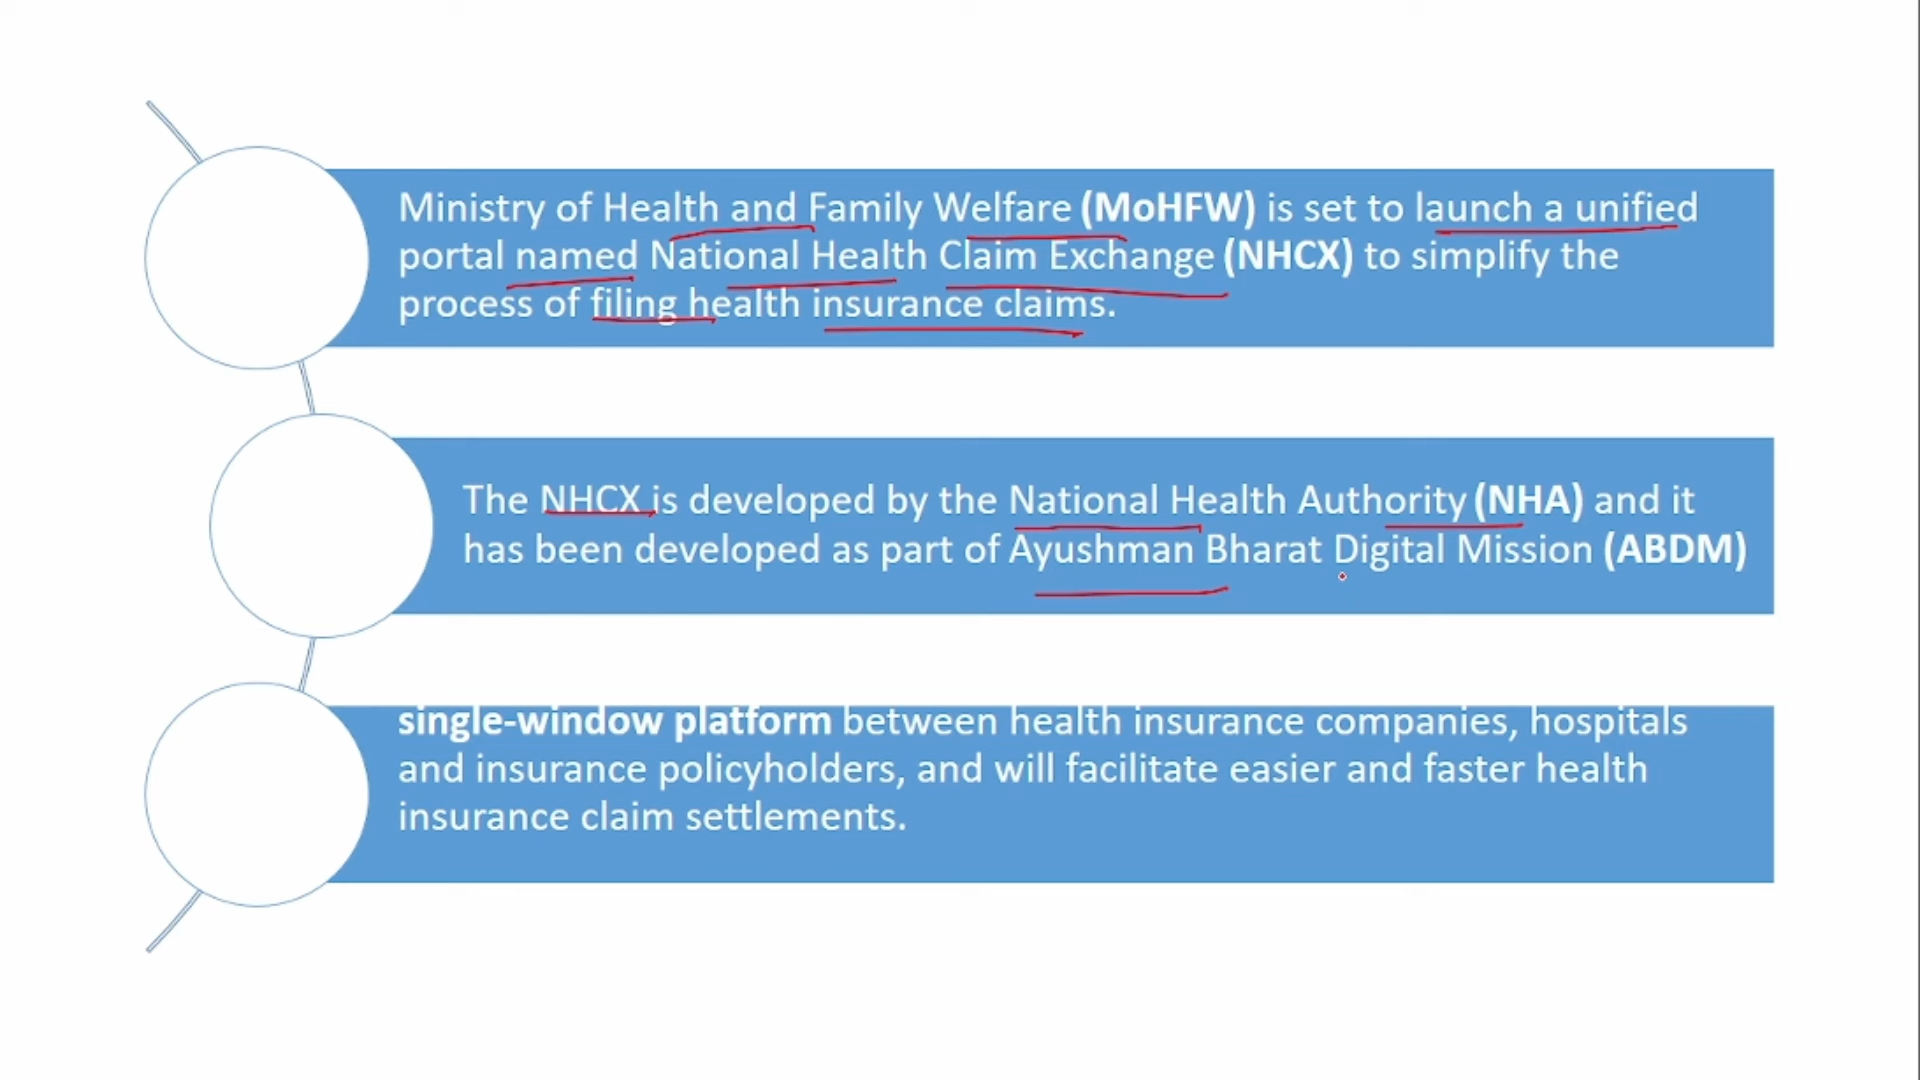 Ministry of Health and Family Welfare (MoHFW) is set to launch a unified
portal named National Health Claim Exchange (NHCX) to simplify the
process of filing health insurance claims.
The NHCX is developed by the National Health Authority (NHA) and it
has been developed as part of Ayushman Bharat Digital Mission (ABDM)
single-window platform between health insurance companies, hospitals
and insurance policyholders, and will facilitate easier and faster health
insurance claim settlements.